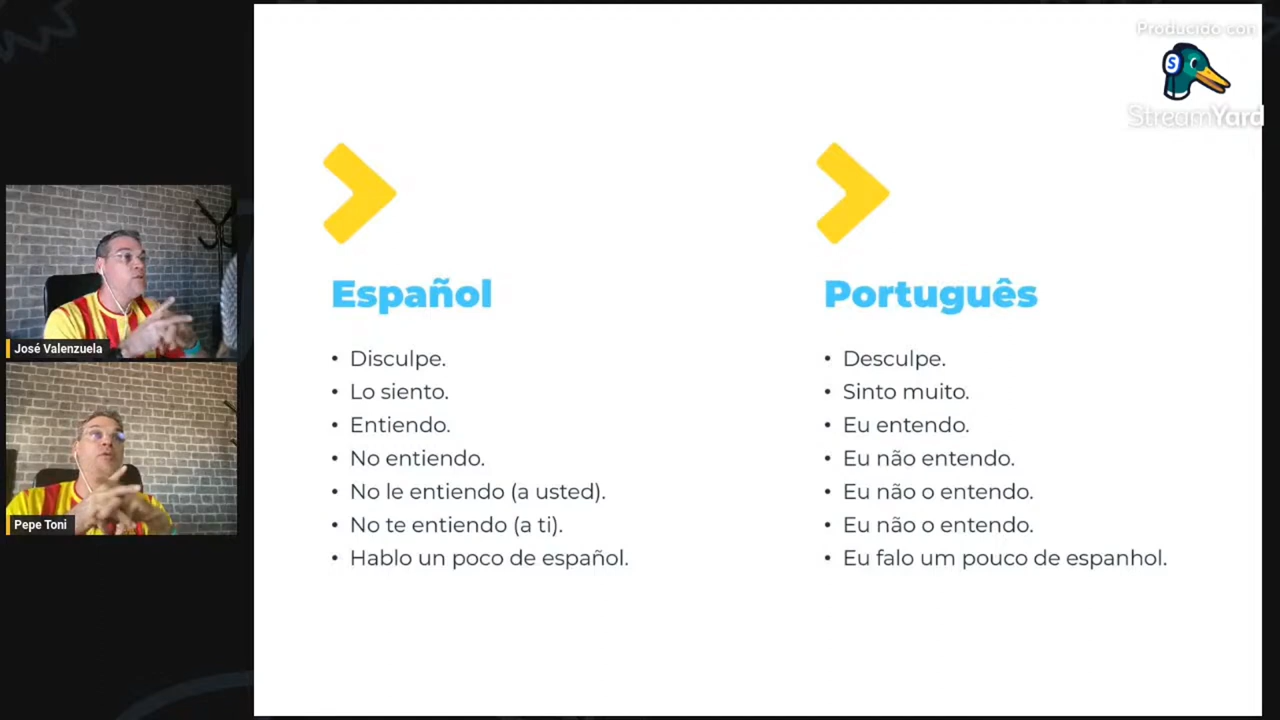 Producido con
StreamYard
Español
Disculpe.
Lo siento.
Entiendo.
No entiendo.
No le entiendo (a usted).
No te entiendo (a ti).
Hablo un poco de español.
Português
Desculpe.
Sinto muito.
Eu entendo.
Eu não entendo.
Eu não o entendo.
Eu não o entendo.
Eu falo um pouco de espanhol.
José Valenzuela
Pepe Toni